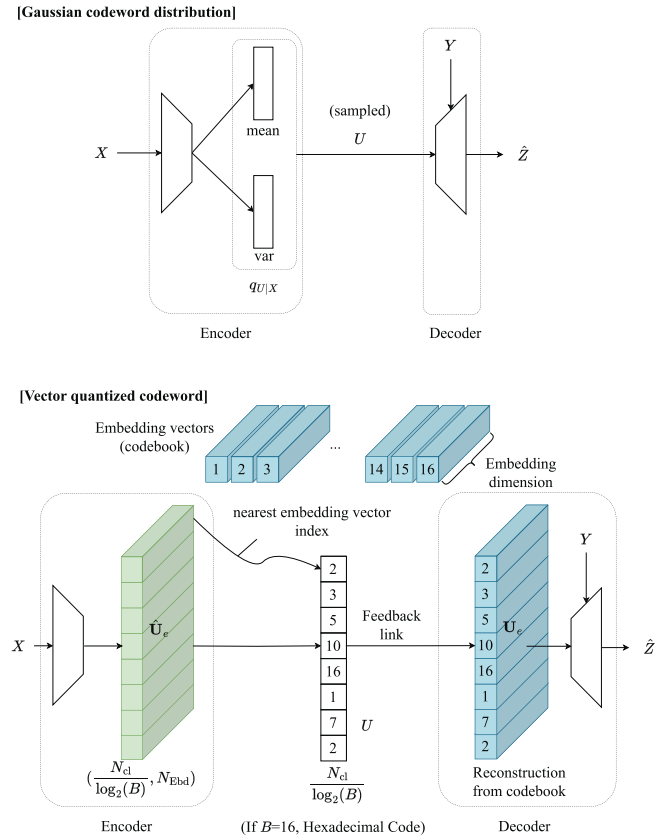 [Gaussian codeword distribution]
Y
(sampled)
mean
X
U
Ẑ
var
q_{U|X}
Encoder
Decoder
[Vector quantized codeword]
Embedding vectors
(codebook)
...
1 2 3
14 15 16
Embedding
dimension
nearest embedding vector
index
Y
2
3
5
10
16
1
7
2
Feedback
link
2
3
5
10
16
1
7
2
X
Û_e
U_e
Ẑ
U
(N_cl / log₂(B), N_Ebd)
N_cl / log₂(B)
Reconstruction
from codebook
Encoder
(If B=16, Hexadecimal Code)
Decoder